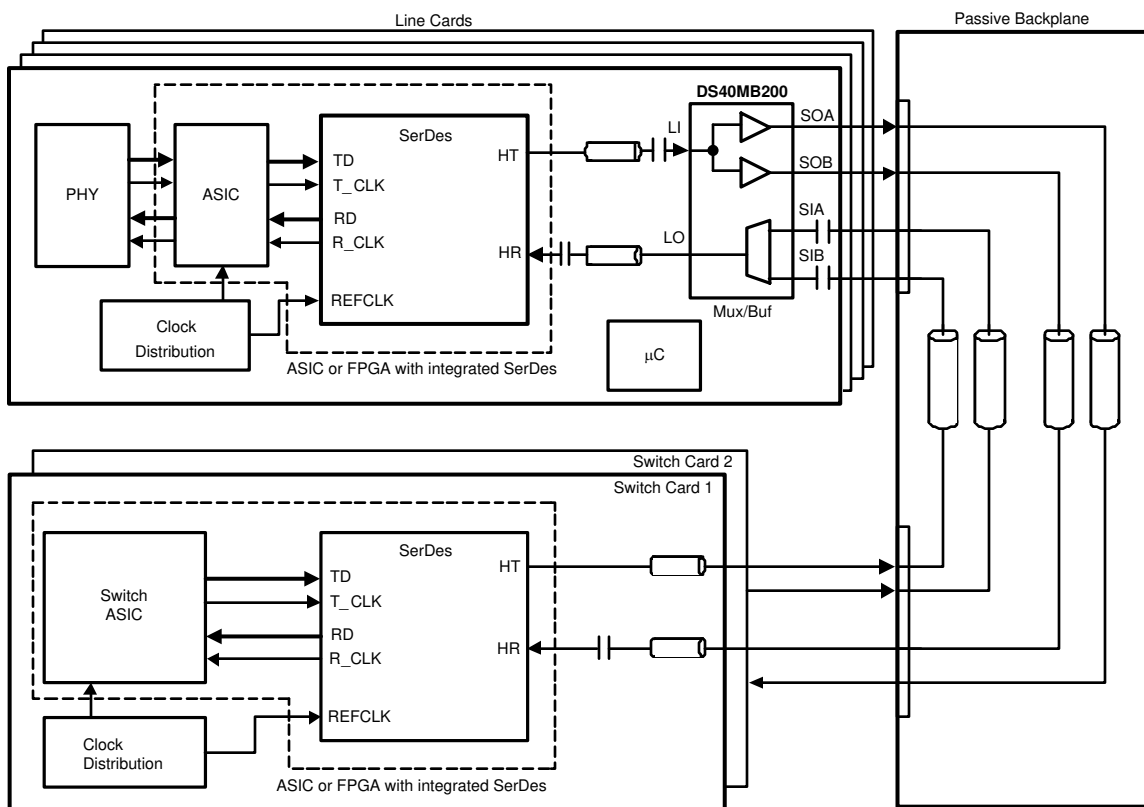 Line Cards
Passive Backplane
DS40MB200
PHY
ASIC
SerDes
TD
T_CLK
RD
R_CLK
REFCLK
HT
HR
LI
LO
SOA
SOB
SIA
SIB
Mux/Buf
Clock
Distribution
µC
ASIC or FPGA with integrated SerDes
Switch Card 2
Switch Card 1
Switch
ASIC
SerDes
TD
T_CLK
RD
R_CLK
REFCLK
HT
HR
Clock
Distribution
ASIC or FPGA with integrated SerDes